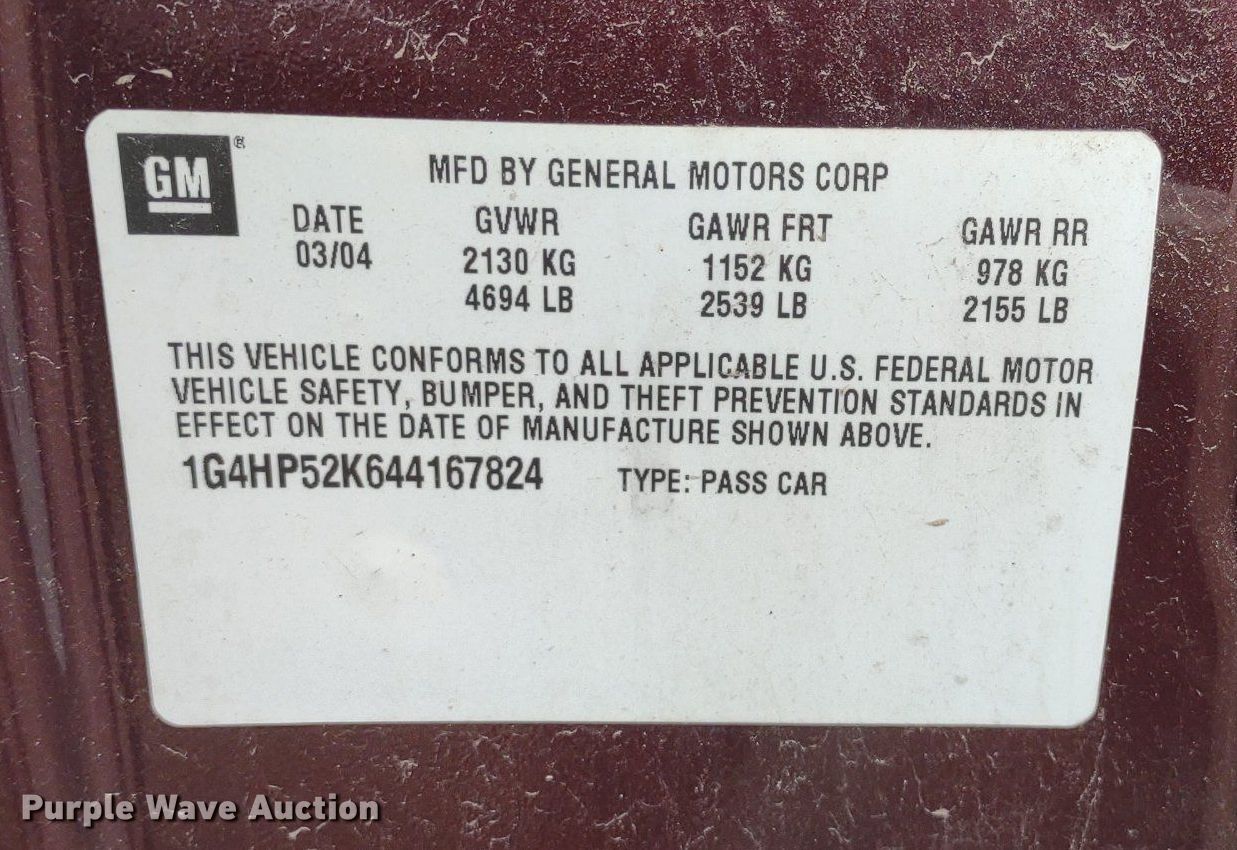 GM®
MFD BY GENERAL MOTORS CORP
DATE GVWR GAWR FRT GAWR RR
03/04 2130 KG 1152 KG 978 KG
4694 LB 2539 LB 2155 LB
THIS VEHICLE CONFORMS TO ALL APPLICABLE U.S. FEDERAL MOTOR
VEHICLE SAFETY, BUMPER, AND THEFT PREVENTION STANDARDS IN
EFFECT ON THE DATE OF MANUFACTURE SHOWN ABOVE.
1G4HP52K644167824 TYPE: PASS CAR
Purple Wave Auction